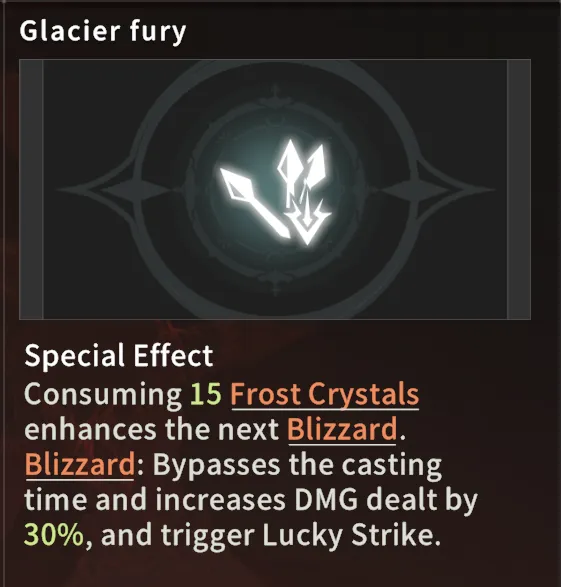 Glacier fury
Special Effect
Consuming 15 Frost Crystals
enhances the next Blizzard.
Blizzard: Bypasses the casting
time and increases DMG dealt by
30%, and trigger Lucky Strike.